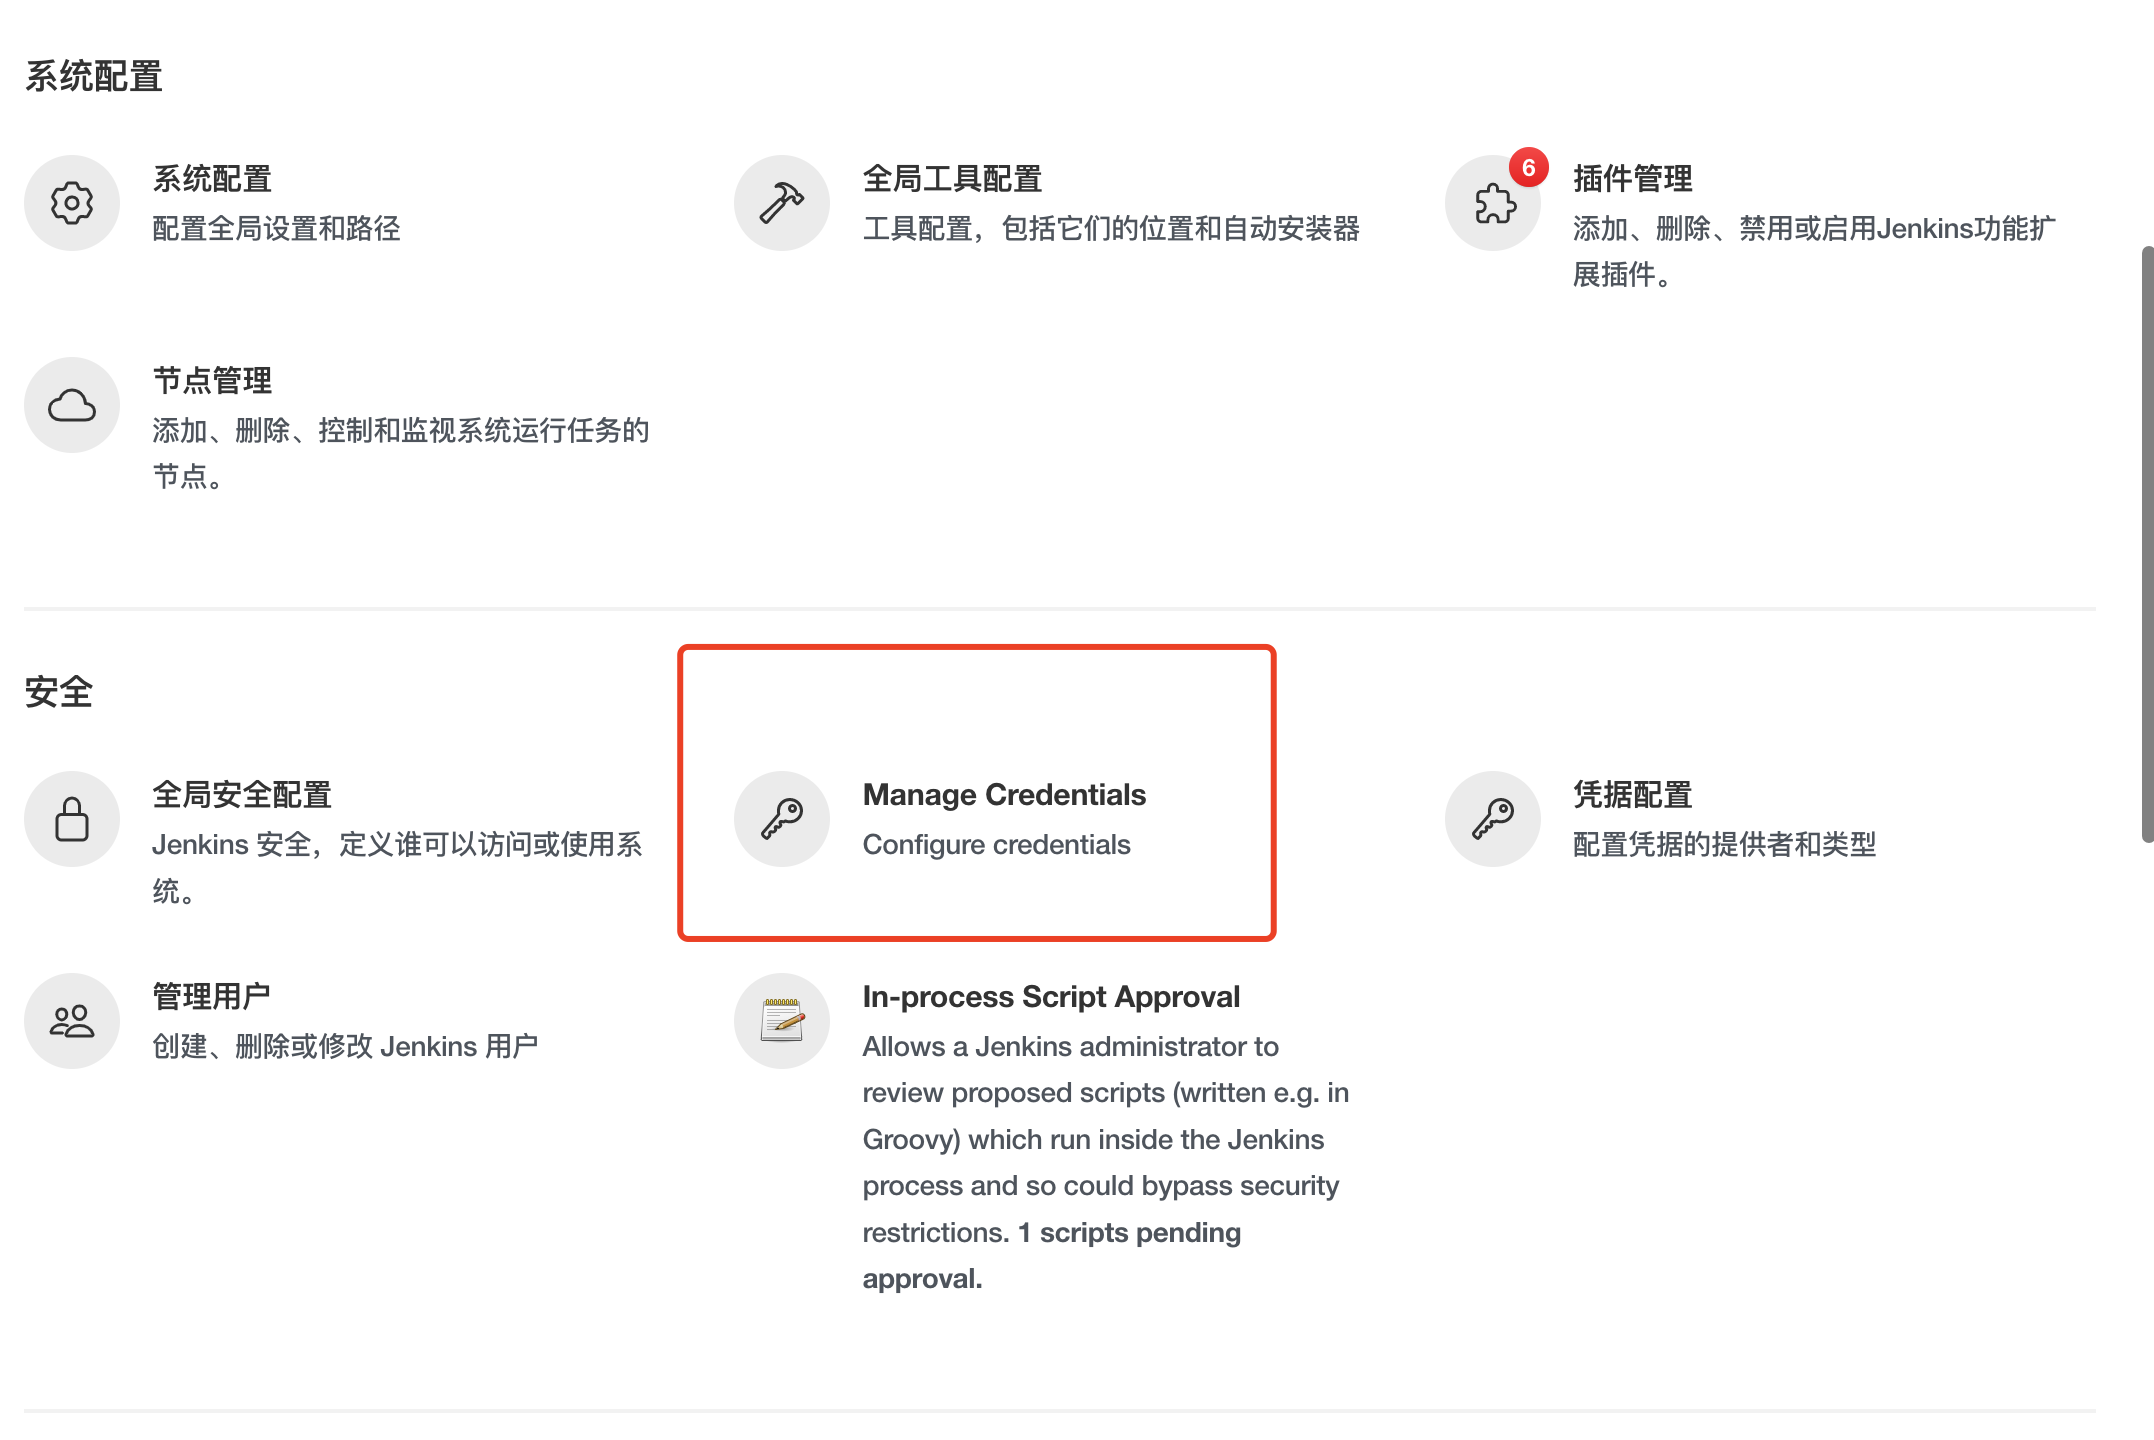 系统配置
系统配置
配置全局设置和路径
全局工具配置
工具配置，包括它们的位置和自动安装器
6
插件管理
添加、删除、禁用或启用Jenkins功能扩
展插件。
节点管理
添加、删除、控制和监视系统运行任务的
节点。
安全
全局安全配置
Jenkins 安全，定义谁可以访问或使用系
统。
Manage Credentials
Configure credentials
凭据配置
配置凭据的提供者和类型
管理用户
创建、删除或修改 Jenkins 用户
In-process Script Approval
Allows a Jenkins administrator to
review proposed scripts (written e.g. in
Groovy) which run inside the Jenkins
process and so could bypass security
restrictions. 1 scripts pending
approval.